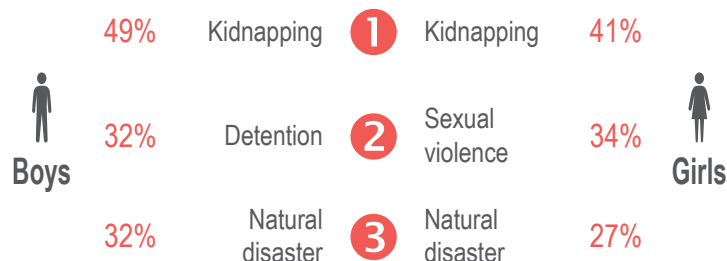 49% Kidnapping 1 Kidnapping 41%
32% Detention 2 Sexual violence 34%
Boys
Girls
32% Natural disaster 3 Natural disaster 27%